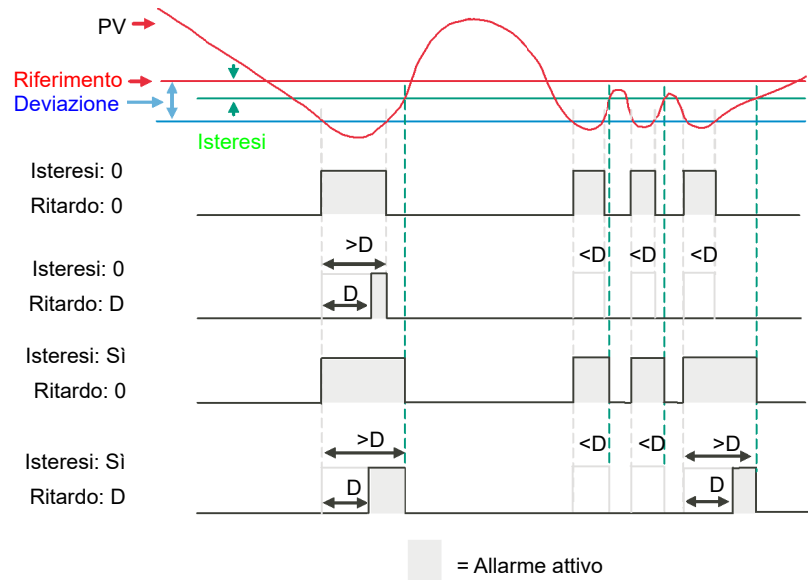 PV
Riferimento
Deviazione
Isteresi
Isteresi: 0
Ritardo: 0
>D <D <D <D
Isteresi: 0
D
Ritardo: D
Isteresi: Sì
Ritardo: 0
>D <D <D >D
Isteresi: Sì
D D
Ritardo: D
= Allarme attivo